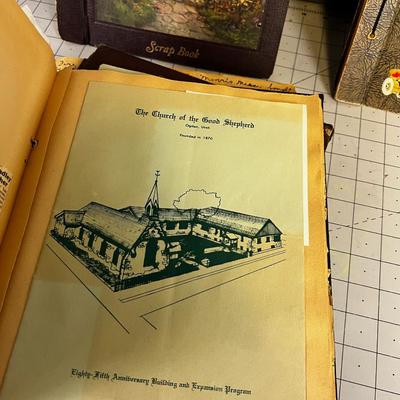 Scrap Book
The Church of the Good Shepherd
Ogden, Utah
Founded in 1870
Eighty-Fifth Anniversary Building and Expansion Program